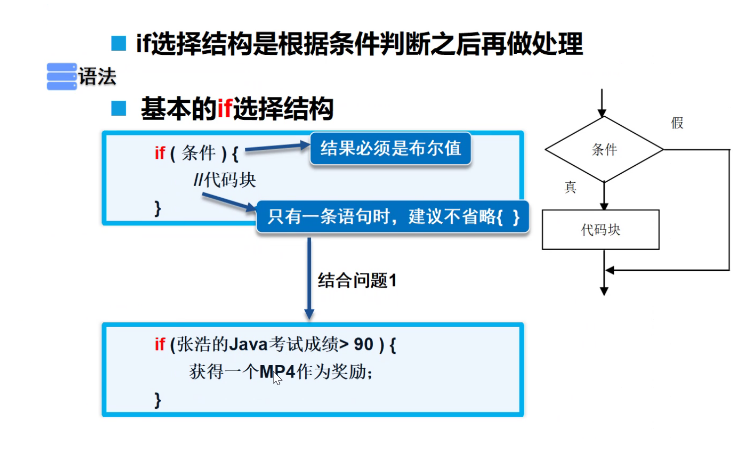 if选择结构是根据条件判断之后再做处理
语法
基本的if选择结构
if ( 条件 ) {
结果必须是布尔值
//代码块
只有一条语句时，建议不省略{ }
}
结合问题1
if (张浩的Java考试成绩> 90 ) {
获得一个MP4作为奖励；
}
条件
假
真
代码块